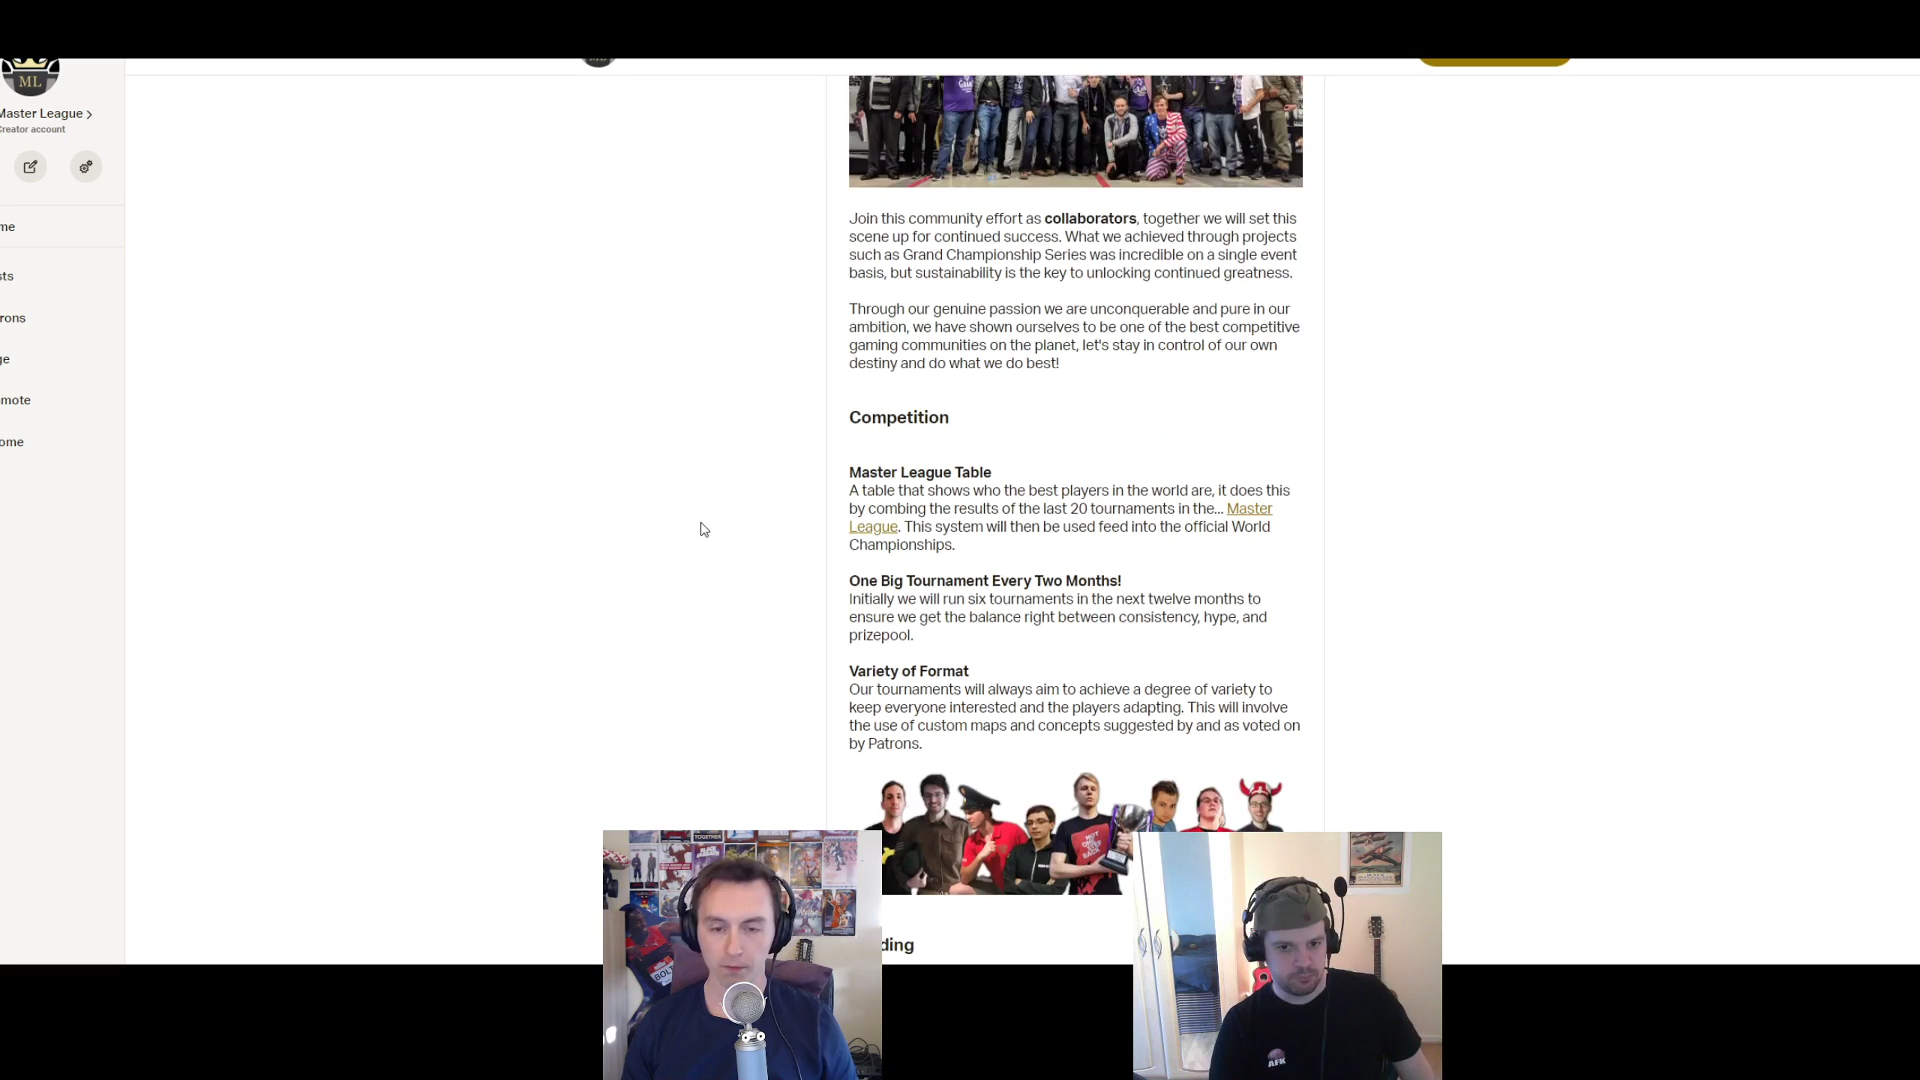 ML
Master League
Creator account
me
sts
rons
ge
mote
ome
Join this community effort as collaborators, together we will set this
scene up for continued success. What we achieved through projects
such as Grand Championship Series was incredible on a single event
basis, but sustainability is the key to unlocking continued greatness.
Through our genuine passion we are unconquerable and pure in our
ambition, we have shown ourselves to be one of the best competitive
gaming communities on the planet, let's stay in control of our own
destiny and do what we do best!
Competition
Master League Table
A table that shows who the best players in the world are, it does this
by combing the results of the last 20 tournaments in the... Master
League. This system will then be used feed into the official World
Championships.
One Big Tournament Every Two Months!
Initially we will run six tournaments in the next twelve months to
ensure we get the balance right between consistency, hype, and
prizepool.
Variety of Format
Our tournaments will always aim to achieve a degree of variety to
keep everyone interested and the players adapting. This will involve
the use of custom maps and concepts suggested by and as voted on
by Patrons.
ding
BOLT
AFK